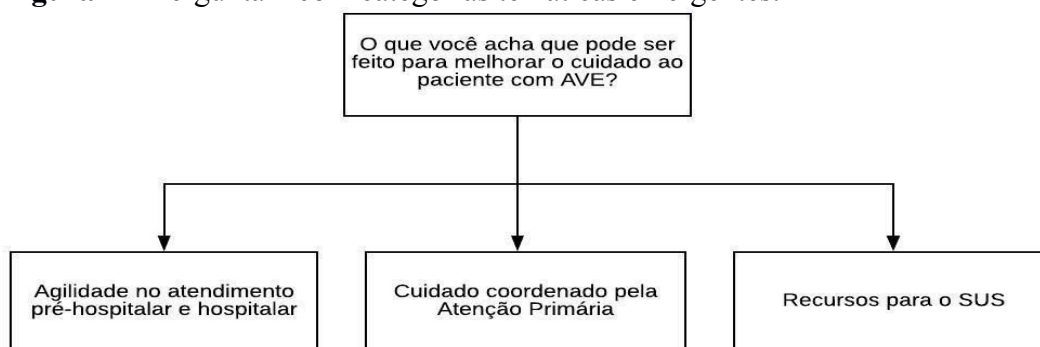 O que você acha que pode ser
feito para melhorar o cuidado ao
paciente com AVE?
Agilidade no atendimento
pré-hospitalar e hospitalar
Cuidado coordenado pela
Atenção Primária
Recursos para o SUS